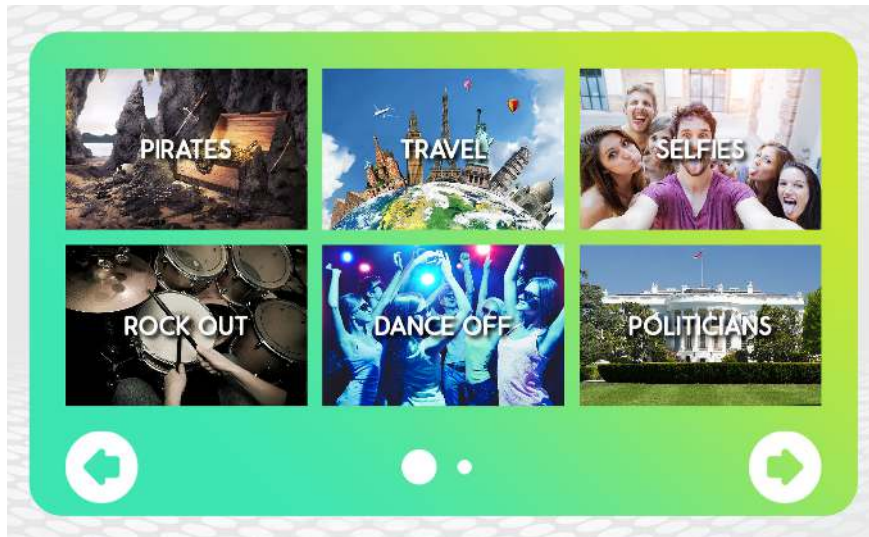 PIRATES
TRAVEL
SELFIES
ROCK OUT
DANCE OFF
POLITICIANS